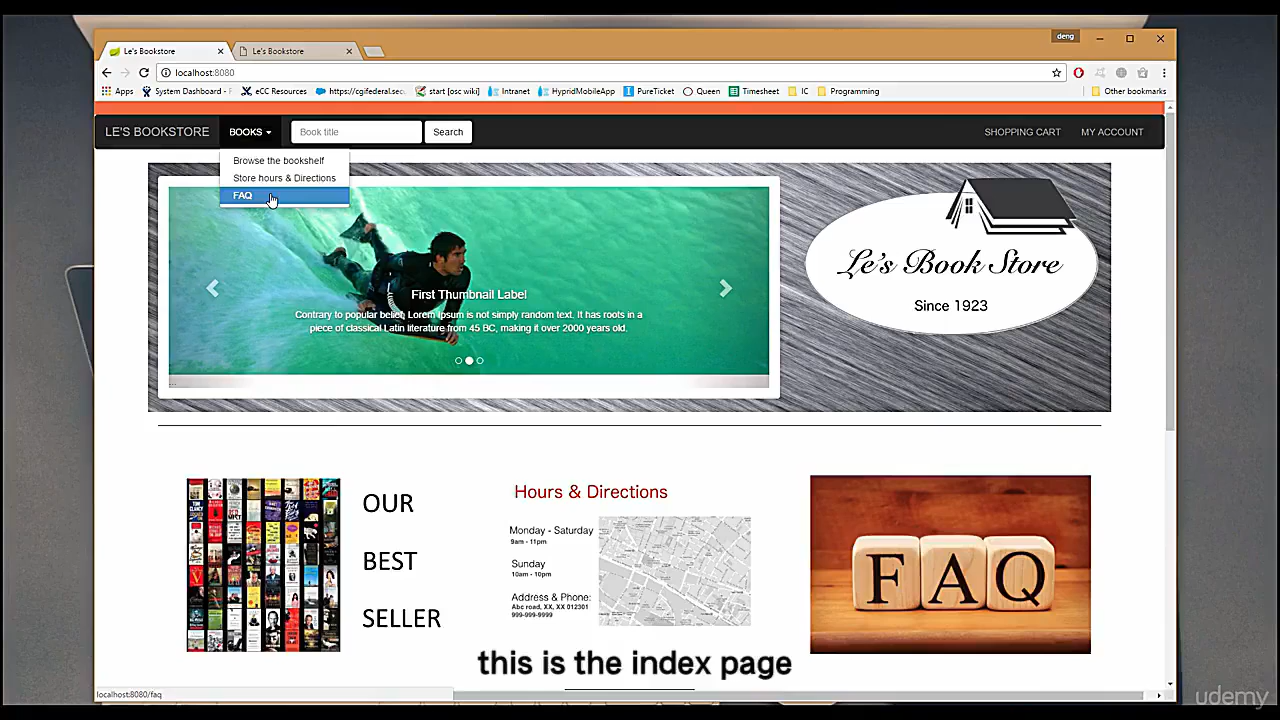 deng
Le's Bookstore
Le's Bookstore
localhost:8080
Apps
System Dashboard - F
eCC Resources
https://cgifederal.secu
start [osc wiki]
Intranet
HypridMobileApp
PureTicket
Queen
Timesheet
IC
Programming
Other bookmarks
LE'S BOOKSTORE
BOOKS
Book title
Search
SHOPPING CART
MY ACCOUNT
Browse the bookshelf
Store hours & Directions
FAQ
First Thumbnail Label
Contrary to popular belief, Lorem Ipsum is not simply random text. It has roots in a
piece of classical Latin literature from 45 BC, making it over 2000 years old.
...
Le's Book Store
Since 1923
OUR
BEST
SELLER
Hours & Directions
Monday - Saturday
9am - 11pm
Sunday
10am - 10pm
Address & Phone:
Abc road, XX, XX 012301
999-999-9999
FAQ
this is the index page
localhost:8080/faq
udemy